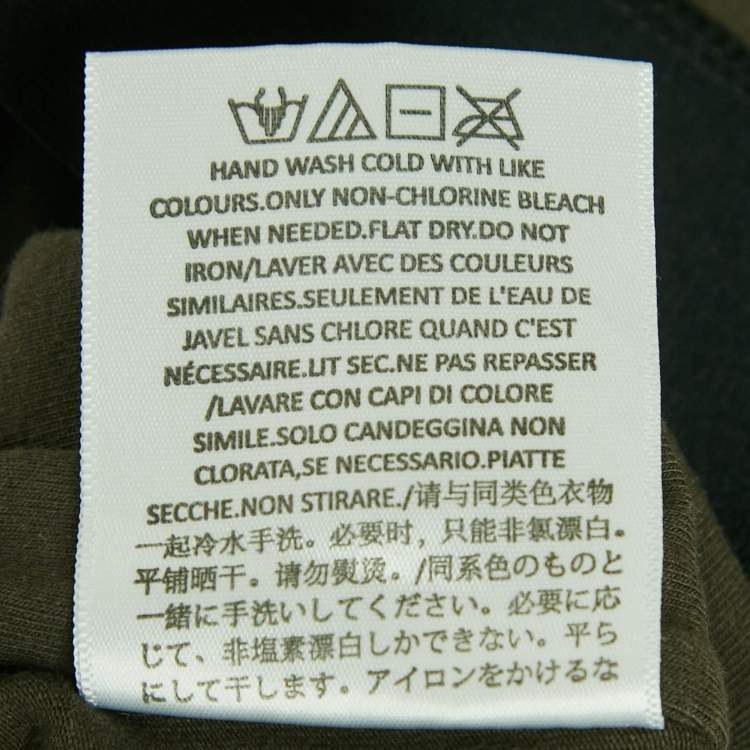 HAND WASH COLD WITH LIKE
COLOURS.ONLY NON-CHLORINE BLEACH
WHEN NEEDED.FLAT DRY.DO NOT
IRON/LAVER AVEC DES COULEURS
SIMILAIRES.SEULEMENT DE L'EAU DE
JAVEL SANS CHLORE QUAND C'EST
NÉCESSAIRE.LIT SEC.NE PAS REPASSER
/LAVARE CON CAPI DI COLORE
SIMILE.SOLO CANDEGGINA NON
CLORATA,SE NECESSARIO.PIATTE
SECCHE.NON STIRARE./请与同类色衣物
一起冷水手洗。必要时，只能非氯漂白。
平铺晒干。请勿熨烫。/同系色のものと
一緒に手洗いしてください。必要に応
じて、非塩素漂白しかできない。平ら
にして干します。アイロンをかけるな